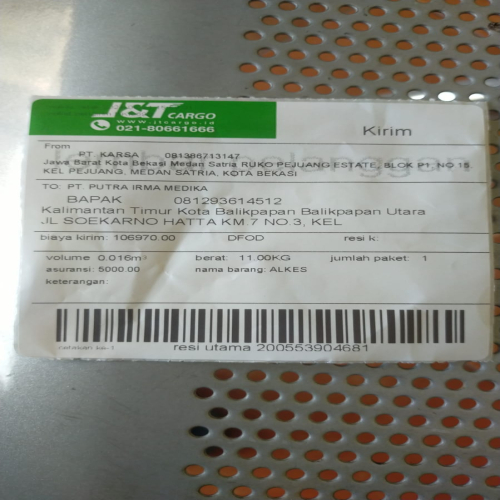 J&T CARGO
www.jtcargo.id
021-80661666
Kirim
From
PT. KARSA 081386713147
Jawa Barat Kota Bekasi Medan Satria RUKO PEJUANG ESTATE, BLOK P1, NO 15
KEL PEJUANG, MEDAN SATRIA, KOTA BEKASI
TO: PT. PUTRA IRMA MEDIKA
BAPAK 081293614512
Kalimantan Timur Kota Balikpapan Balikpapan Utara
JL SOEKARNO HATTA KM.7 NO.3, KEL
biaya kirim: 106970.00 DFOD resi k:
volume 0.016m³ berat: 11.00KG jumlah paket: 1
asuransi: 5000.00 nama barang: ALKES
keterangan:
resi utama 200553904681